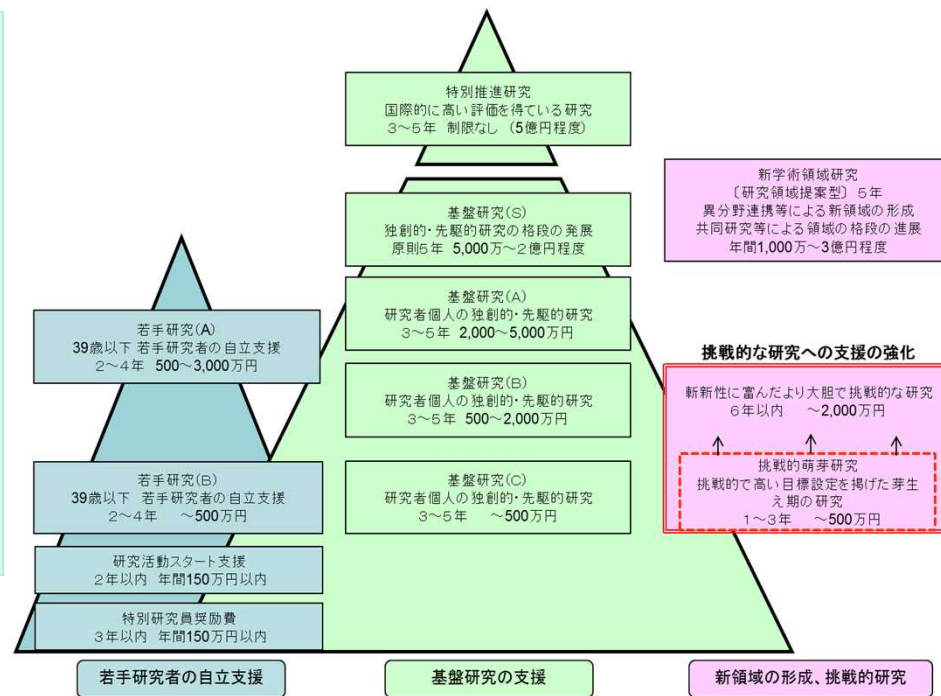 特別推進研究
国際的に高い評価を得ている研究
3～5年 制限なし (5億円程度)
基盤研究(S)
独創的･先駆的研究の格段の発展
原則5年 5,000万～2億円程度
基盤研究(A)
研究者個人の独創的･先駆的研究
3～5年 2,000～5,000万円
基盤研究(B)
研究者個人の独創的･先駆的研究
3～5年 500～2,000万円
基盤研究(C)
研究者個人の独創的･先駆的研究
3～5年 ～500万円
若手研究(A)
39歳以下 若手研究者の自立支援
2～4年 500～3,000万円
若手研究(B)
39歳以下 若手研究者の自立支援
2～4年 ～500万円
研究活動スタート支援
2年以内 年間150万円以内
特別研究員奨励費
3年以内 年間150万円以内
新学術領域研究
〔研究領域提案型〕5年
異分野連携等による新領域の形成
共同研究等による領域の格段の進展
年間1,000万～3億円程度
挑戦的な研究への支援の強化
斬新性に富んだより大胆で挑戦的な研究
6年以内 ～2,000万円
挑戦的萌芽研究
挑戦的で高い目標設定を掲げた芽生
え期の研究
1～3年 ～500万円
若手研究者の自立支援
基盤研究の支援
新領域の形成、挑戦的研究